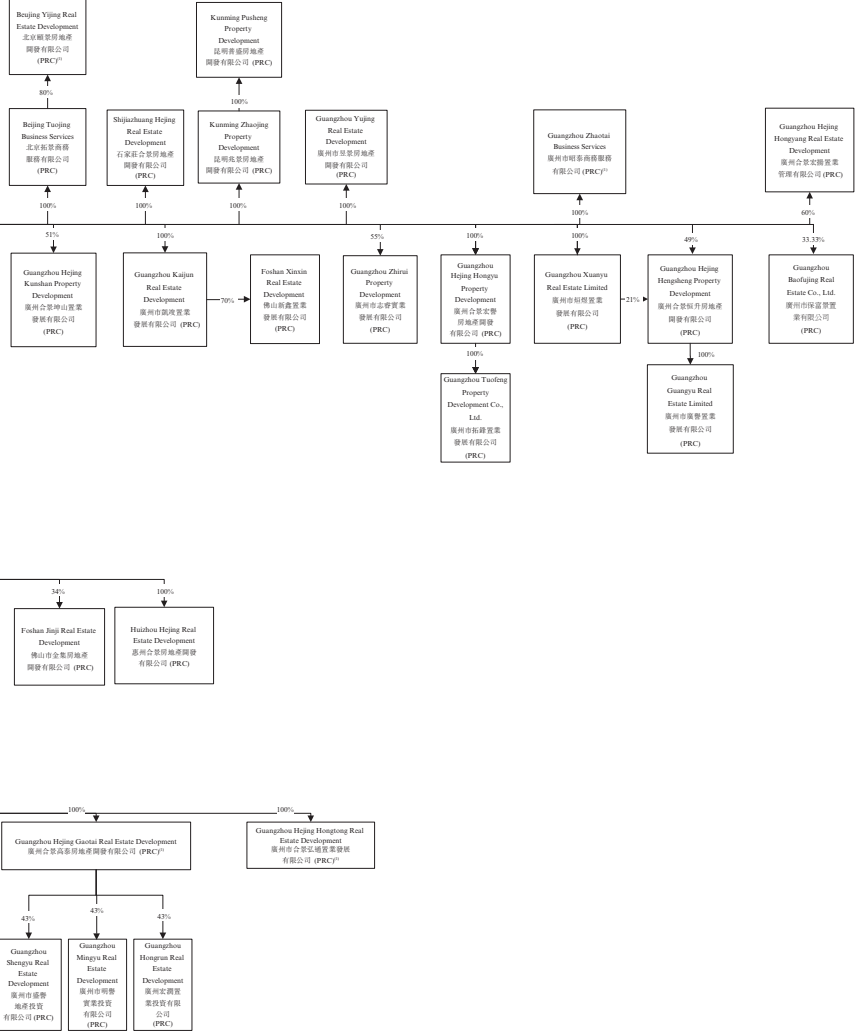 Beujing Yijing Real
Estate Development
北京頤景房地產
開發有限公司
(PRC)
80%
Kunming Pusheng
Property
Development
昆明普盛房地產
開發有限公司 (PRC)
100%
Beijing Tuojing
Business Services
北京拓景商務
服務有限公司
(PRC)
100%
Shijiazhuang Hejing
Real Estate
Development
石家莊合景房地產
開發有限公司
(PRC)
100%
Kunming Zhaojing
Property
Development
昆明兆景房地產
開發有限公司 (PRC)
100%
Guangzhou Yujing
Real Estate
Development
廣州市昱景房地產
開發有限公司
(PRC)
100%
Guangzhou Zhaotai
Business Services
廣州市昭泰商務服務
有限公司 (PRC)
100%
Guangzhou Hejing
Hongyang Real Estate
Development
廣州合景宏揚置業
管理有限公司 (PRC)
60%
51%
Guangzhou Hejing
Kunshan Property
Development
廣州合景坤山置業
發展有限公司
(PRC)
100%
Guangzhou Kaijun
Real Estate
Development
廣州市凱竣置業
發展有限公司 (PRC)
70%
Foshan Xinxin
Real Estate
Development
佛山新鑫置業
發展有限公司
(PRC)
55%
Guangzhou Zhirui
Property
Development
廣州市志睿實業
發展有限公司
(PRC)
100%
Guangzhou
Hejing Hongyu
Property
Development
廣州合景宏譽
房地產開發
有限公司 (PRC)
100%
Guangzhou Tuofeng
Property
Development Co.,
Ltd.
廣州市拓鋒置業
發展有限公司
(PRC)
100%
Guangzhou Xuanyu
Real Estate Limited
廣州市烜煜置業
發展有限公司
(PRC)
21%
49%
Guangzhou Hejing
Hengsheng Property
Development
廣州合景恒升房地產
開發有限公司
(PRC)
100%
Guangzhou
Guangyu Real
Estate Limited
廣州市廣譽置業
發展有限公司
(PRC)
33.33%
Guangzhou
Baofujing Real
Estate Co., Ltd.
廣州市保富景置
業有限公司
(PRC)
34%
Foshan Jinji Real Estate
Development
佛山市金集房地產
開發有限公司 (PRC)
100%
Huizhou Hejing Real
Estate Development
惠州合景房地產開發
有限公司 (PRC)
100%
Guangzhou Hejing Gaotai Real Estate Development
廣州合景高泰房地產開發有限公司 (PRC)
100%
Guangzhou Hejing Hongtong Real
Estate Development
廣州市合景弘通置業發展
有限公司 (PRC)
43%
Guangzhou
Shengyu Real
Estate
Development
廣州市盛譽
地產投資
有限公司 (PRC)
43%
Guangzhou
Mingyu Real
Estate
Development
廣州市明譽
實業投資
有限公司
(PRC)
43%
Guangzhou
Hongrun Real
Estate
Development
廣州宏潤置
業投資有限
公司
(PRC)